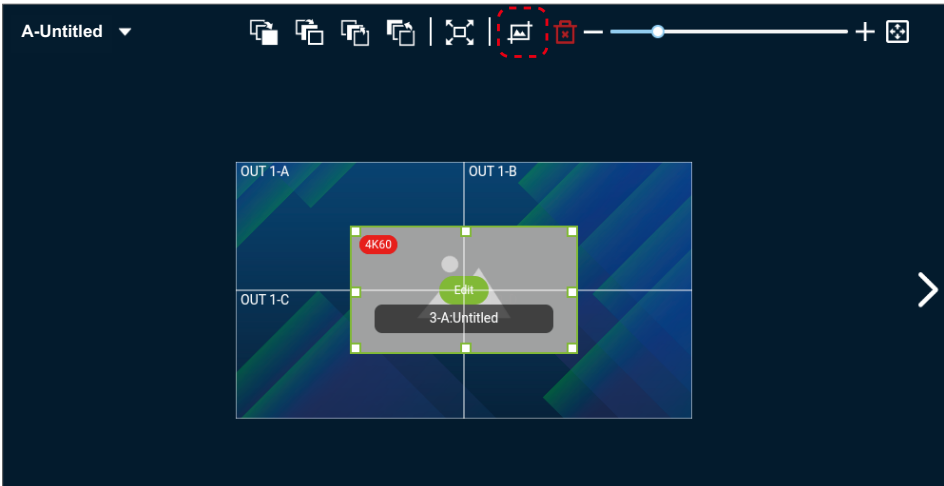 A-Untitled
OUT 1-A
OUT 1-B
4K60
Edit
OUT 1-C
3-A:Untitled